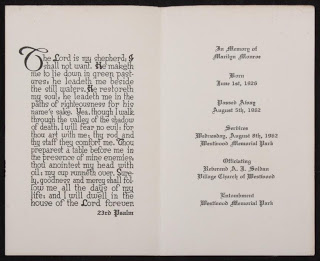 The Lord is my shepherd; I
shall not want. He maketh
me to lie down in green past-
ures: he leadeth me beside
the still waters. He restoreth
my soul: he leadeth me in the
paths of righteousness for his
name's sake. Yea, though I walk
through the valley of the shadow
of death, I will fear no evil: for
thou art with me; thy rod and
thy staff they comfort me. Thou
preparest a table before me in
the presence of mine enemies:
thou anointest my head with
oil; my cup runneth over. Sure-
ly, goodness and mercy shall fol-
low me all the days of my
life: and I will dwell in the
house of the Lord forever.
23rd Psalm
In Memory of
Marilyn Monroe
Born
June 1st, 1926
Passed Away
August 5th, 1962
Services
Wednesday, August 8th, 1962
Westwood Memorial Park
Officiating
Reverend A. J. Soldan
Village Church of Westwood
Entombment
Westwood Memorial Park